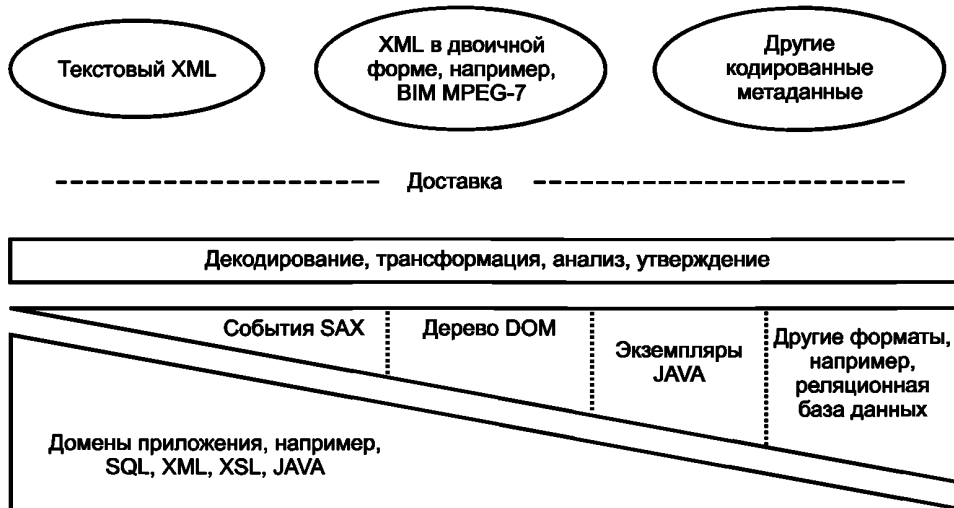 Текстовый XML
XML в двоичной
форме, например,
BIM MPEG-7
Другие
кодированные
метаданные
Доставка
Декодирование, трансформация, анализ, утверждение
События SAX
Дерево DOM
Экземпляры
JAVA
Другие форматы,
например,
реляционная
база данных
Домены приложения, например,
SQL, XML, XSL, JAVA